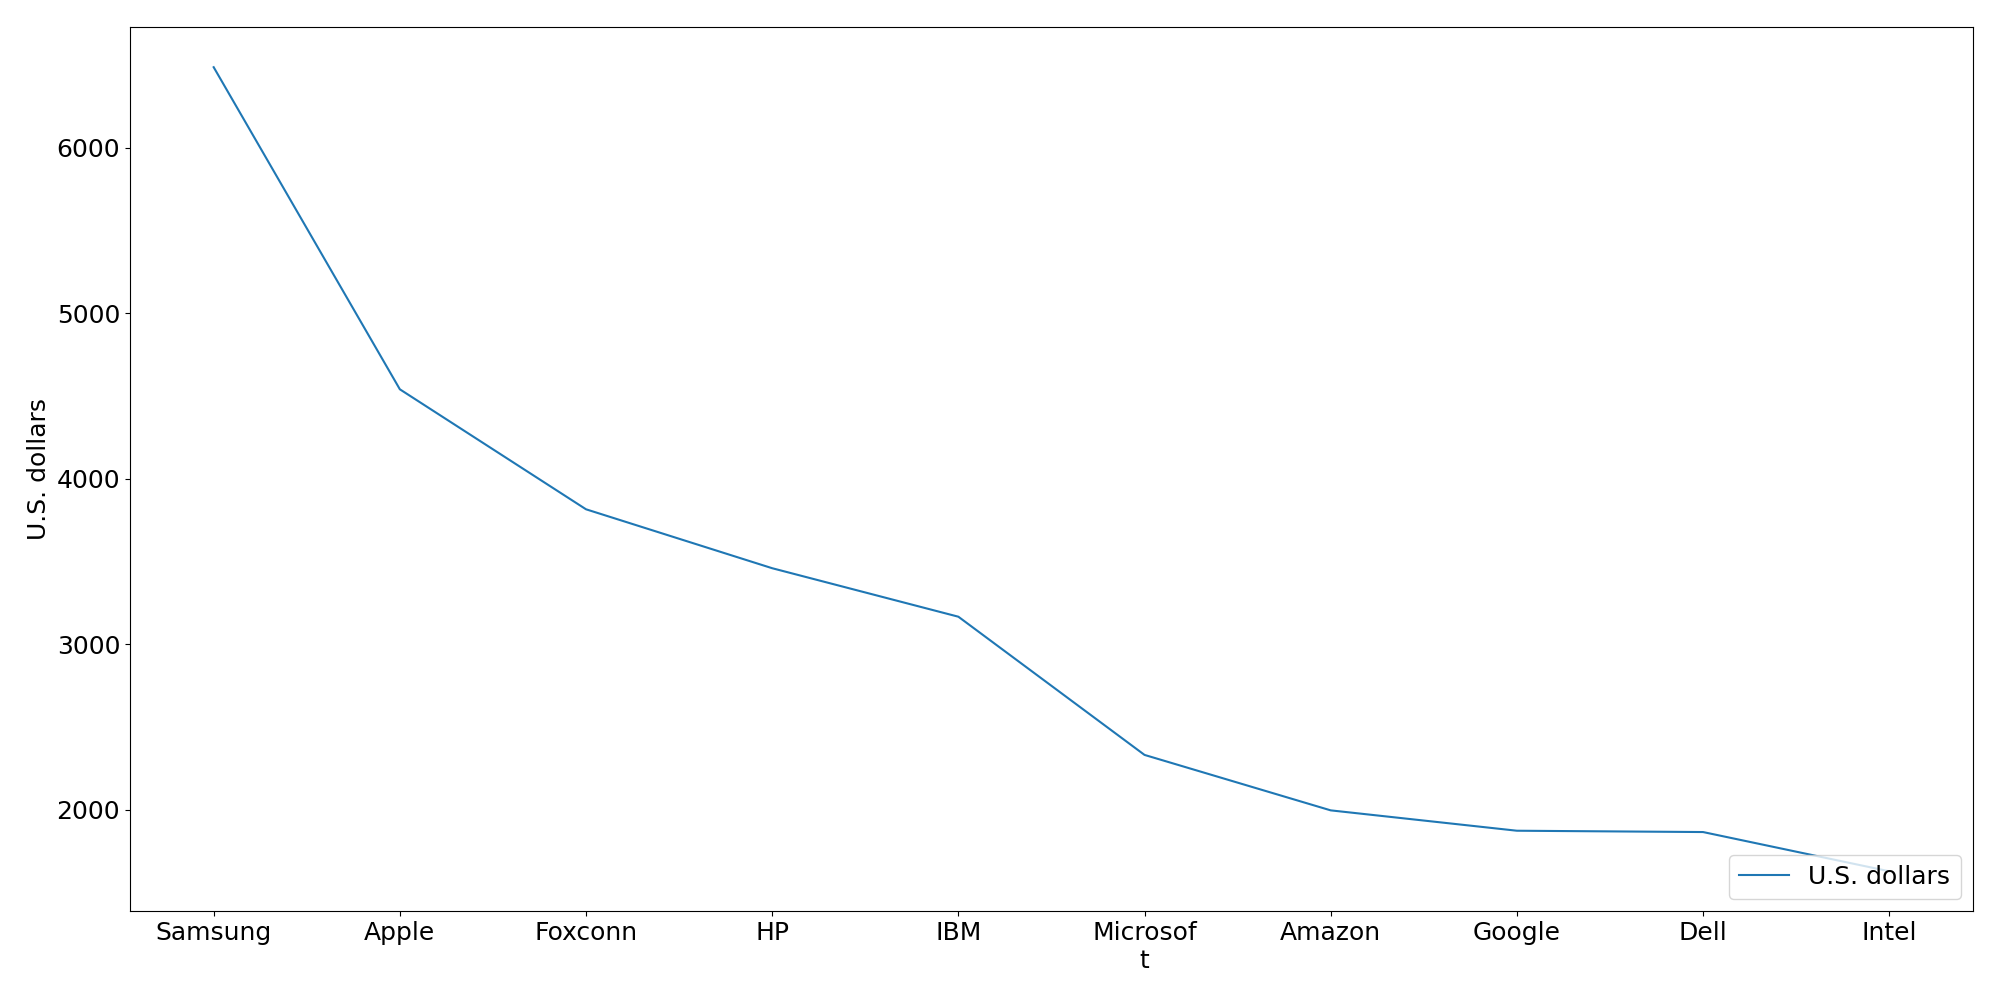 6000
5000
4000
3000
2000
U.S. dollars
U.S. dollars
Samsung Apple Foxconn HP IBM Microsof Amazon Google Dell Intel
t